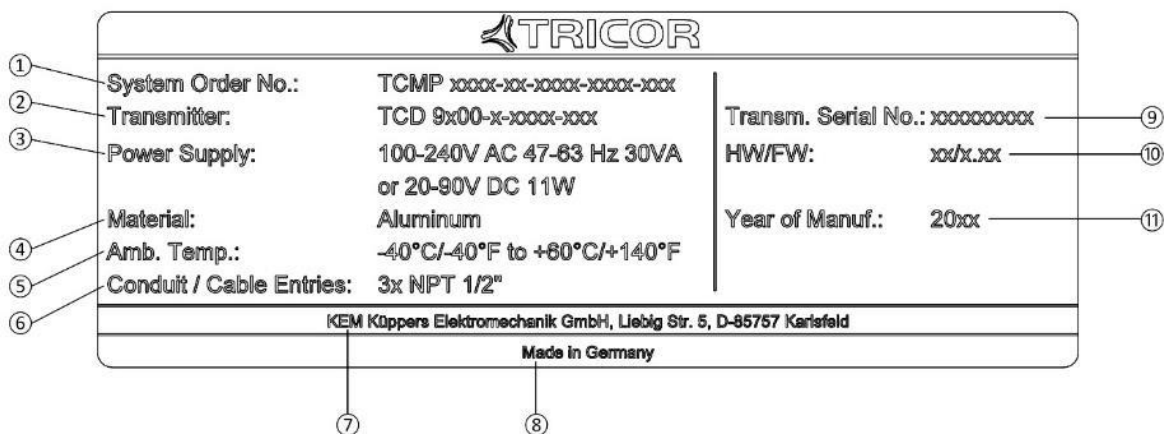 TRICOR
① System Order No.: TCMP xxxx-xx-xxxx-xxxx-xxx
② Transmitter: TCD 9x00-x-xxxx-xxx Transm. Serial No.: xxxxxxxxx ⑨
③ Power Supply: 100-240V AC 47-63 Hz 30VA HW/FW: xx/x.xx ⑩
or 20-90V DC 11W
④ Material: Aluminum Year of Manuf.: 20xx ⑪
⑤ Amb. Temp.: -40°C/-40°F to +60°C/+140°F
⑥ Conduit / Cable Entries: 3x NPT 1/2"
KEM Küppers Elektromechanik GmbH, Liebig Str. 5, D-85757 Karlsfeld
Made in Germany
⑦ ⑧